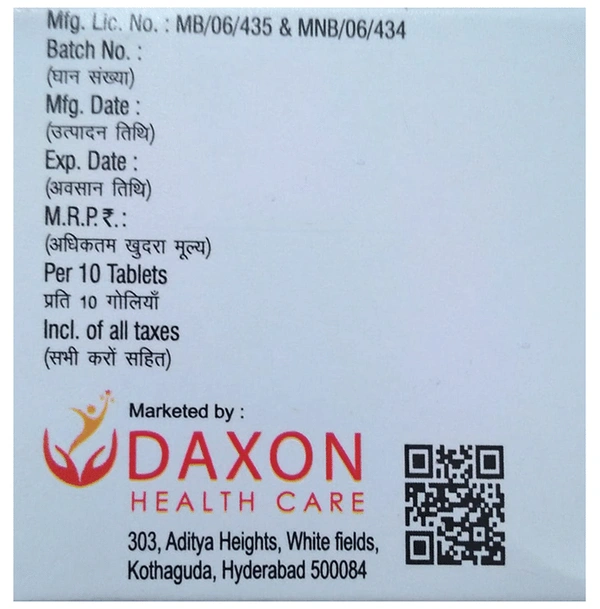 Mfg. Lic. No. : MB/06/435 & MNB/06/434
Batch No. :
(घान संख्या)
Mfg. Date :
(उत्पादन तिथि)
Exp. Date :
(अवसान तिथि)
M.R.P.₹.:
(अधिकतम खुदरा मूल्य)
Per 10 Tablets
प्रति 10 गोलियाँ
Incl. of all taxes
(सभी करों सहित)
Marketed by :
DAXON
HEALTH CARE
303, Aditya Heights, White fields,
Kothaguda, Hyderabad 500084